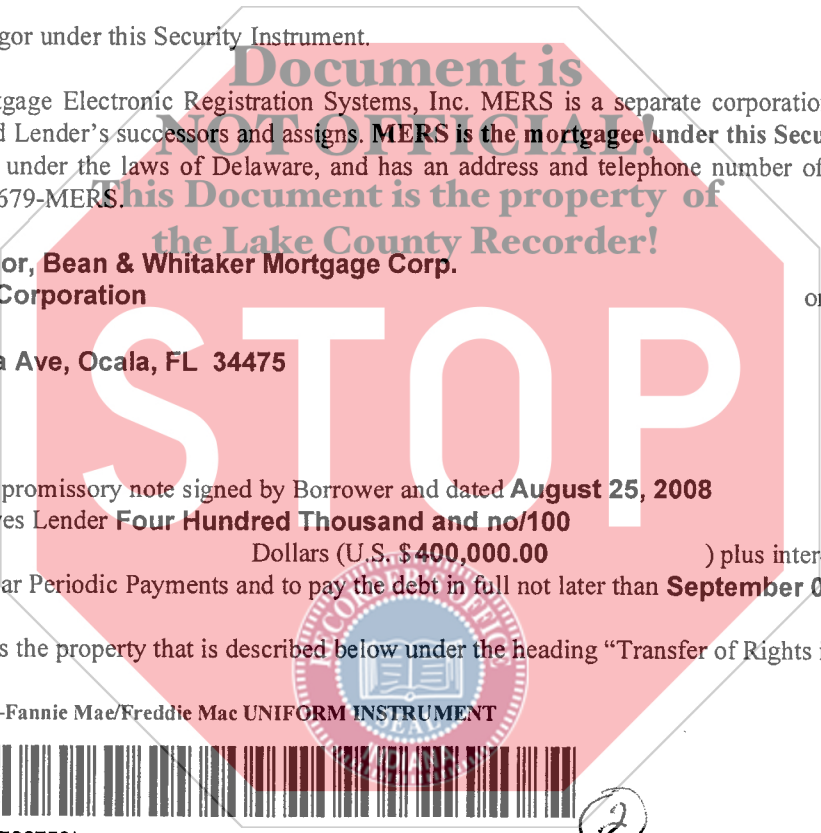 gor under this Security Instrument.
Document is
tgage Electronic Registration Systems, Inc. MERS is a separate corporatio
d Lender's successors and assigns. MERS is the mortgagee under this Secu
NOT OFFICIAL!
under the laws of Delaware, and has an address and telephone number of
679-MERS.
This Document is the property of
the Lake County Recorder!
or, Bean & Whitaker Mortgage Corp.
Corporation
or
a Ave, Ocala, FL 34475
STOP
promissory note signed by Borrower and dated August 25, 2008
es Lender Four Hundred Thousand and no/100
Dollars (U.S. $400,000.00 ) plus inter
ar Periodic Payments and to pay the debt in full not later than September 0
s the property that is described below under the heading “Transfer of Rights i
RECORDER'S OFFICE
SEAL
INDIANA
-Fannie Mae/Freddie Mac UNIFORM INSTRUMENT
2